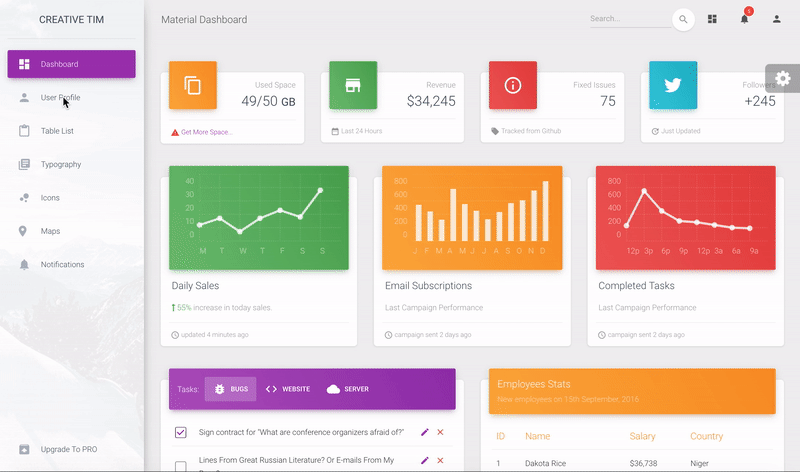 CREATIVE TIM
Dashboard
User Profile
Table List
Typography
Icons
Maps
Notifications
Upgrade To PRO
Material Dashboard
Search...
5
Used Space
49/50 GB
Get More Space...
Revenue
$34,245
Last 24 Hours
Fixed Issues
75
Tracked from Github
Followers
+245
Just Updated
40
30
20
10
0
M T W T F S S
Daily Sales
55% increase in today sales.
updated 4 minutes ago
800
600
400
200
0
J F M A M J J A S O N D
Email Subscriptions
Last Campaign Performance
campaign sent 2 days ago
800
600
400
200
0
12p 3p 6p 9p 12p 3a 6a 9a
Completed Tasks
Last Campaign Performance
campaign sent 2 days ago
Tasks: BUGS WEBSITE SERVER
Sign contract for "What are conference organizers afraid of?"
Lines From Great Russian Literature? Or E-mails From My
Employees Stats
New employees on 15th September, 2016
ID Name Salary Country
1 Dakota Rice $36,738 Niger